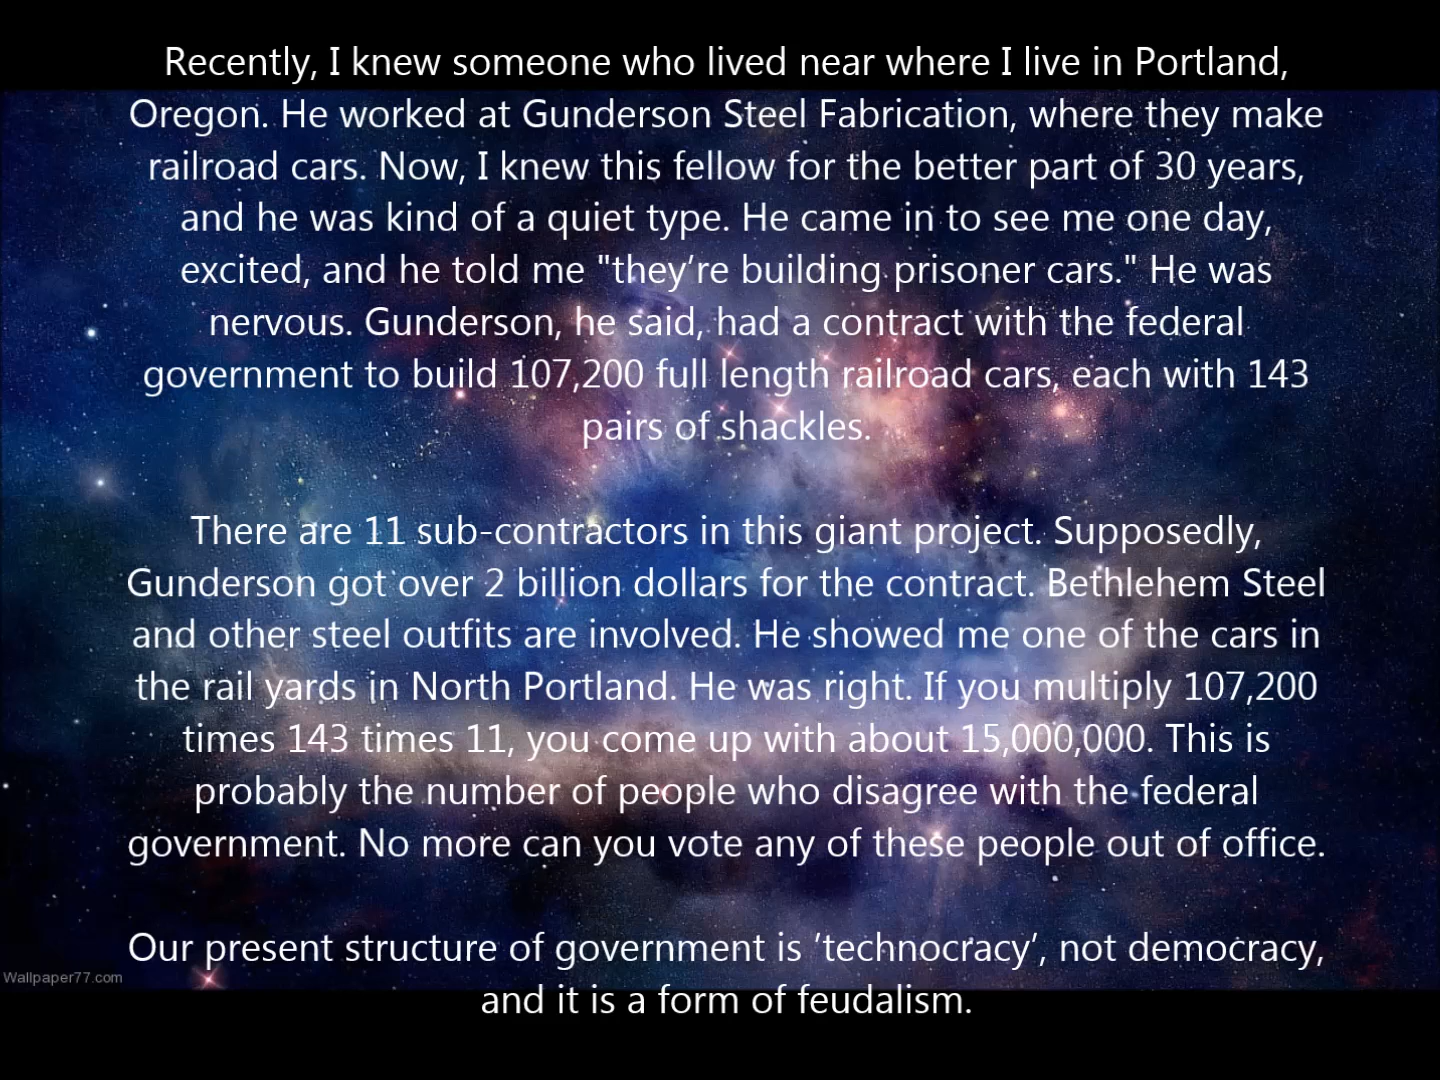 Recently, I knew someone who lived near where I live in Portland,
Oregon. He worked at Gunderson Steel Fabrication, where they make
railroad cars. Now, I knew this fellow for the better part of 30 years,
and he was kind of a quiet type. He came in to see me one day,
excited, and he told me "they’re building prisoner cars." He was
nervous. Gunderson, he said, had a contract with the federal
government to build 107,200 full length railroad cars, each with 143
pairs of shackles.
There are 11 sub-contractors in this giant project. Supposedly,
Gunderson got over 2 billion dollars for the contract. Bethlehem Steel
and other steel outfits are involved. He showed me one of the cars in
the rail yards in North Portland. He was right. If you multiply 107,200
times 143 times 11, you come up with about 15,000,000. This is
probably the number of people who disagree with the federal
government. No more can you vote any of these people out of office.
Our present structure of government is ’technocracy’, not democracy,
and it is a form of feudalism.
Wallpaper77.com